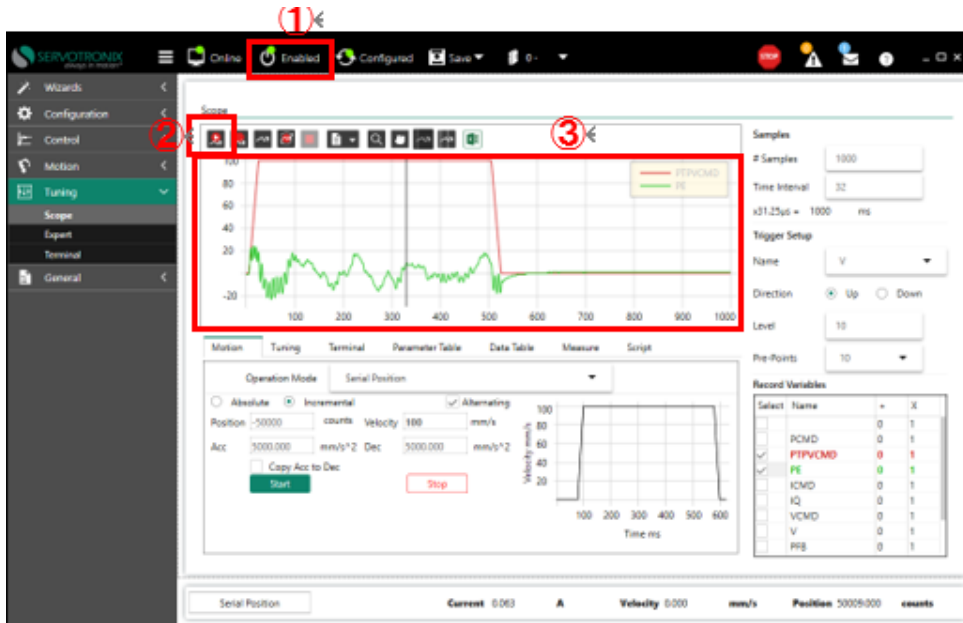 ①
SERVOTRONIX Online Enabled Configured Save 0- STOP
always in motion
Wizards
Configuration
Control
Motion
Tuning
Scope
Expert
Terminal
General
Scope
② ③
100
80
60
40
20
-20
100 200 300 400 500 600 700 800 900 1000
PTPVCMD
PE
Samples
# Samples 1000
Time Interval 32
x31.25µs = 1000 ms
Trigger Setup
Name V
Direction Up Down
Level 10
Pre-Points 10
Motion Tuning Terminal Parameter Table Data Table Measure Script
Operation Mode Serial Position
Absolute Incremental Alternating
Position -50000 counts Velocity 100 mm/s
Acc 5000.000 mm/s^2 Dec 5000.000 mm/s^2
Copy Acc to Dec
Start Stop
Velocity mm/s
100
80
60
40
20
100 200 300 400 500 600
Time ms
Record Variables
Select Name + X
0 1
PCMD 0 1
PTPVCMD 0 1
PE 0 1
ICMD 0 1
IQ 0 1
VCMD 0 1
V 0 1
PFB 0 1
Serial Position Current 0.063 A Velocity 0.000 mm/s Position 50009.000 counts